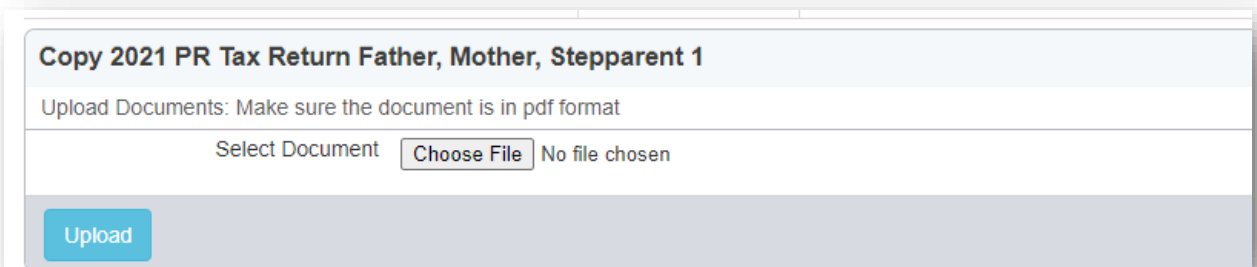 Copy 2021 PR Tax Return Father, Mother, Stepparent 1
Upload Documents: Make sure the document is in pdf format
Select Document Choose File No file chosen
Upload